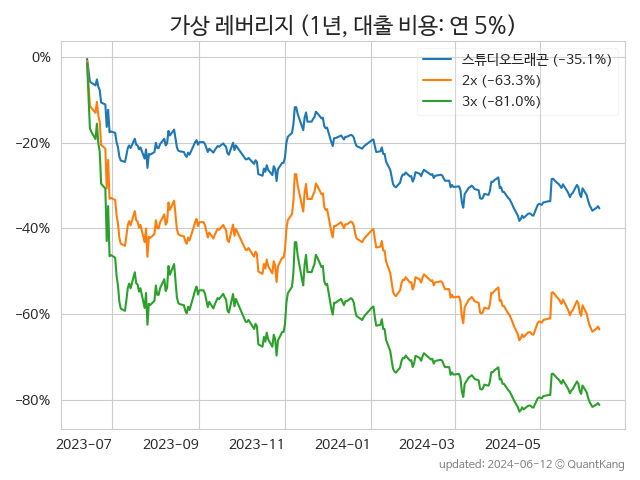 가상 레버리지 (1년, 대출 비용: 연 5%)
스튜디오드래곤 (−35.1%)
2x (−63.3%)
3x (−81.0%)
0%
−20%
−40%
−60%
−80%
2023-07 2023-09 2023-11 2024-01 2024-03 2024-05
updated: 2024-06-12 © QuantKang